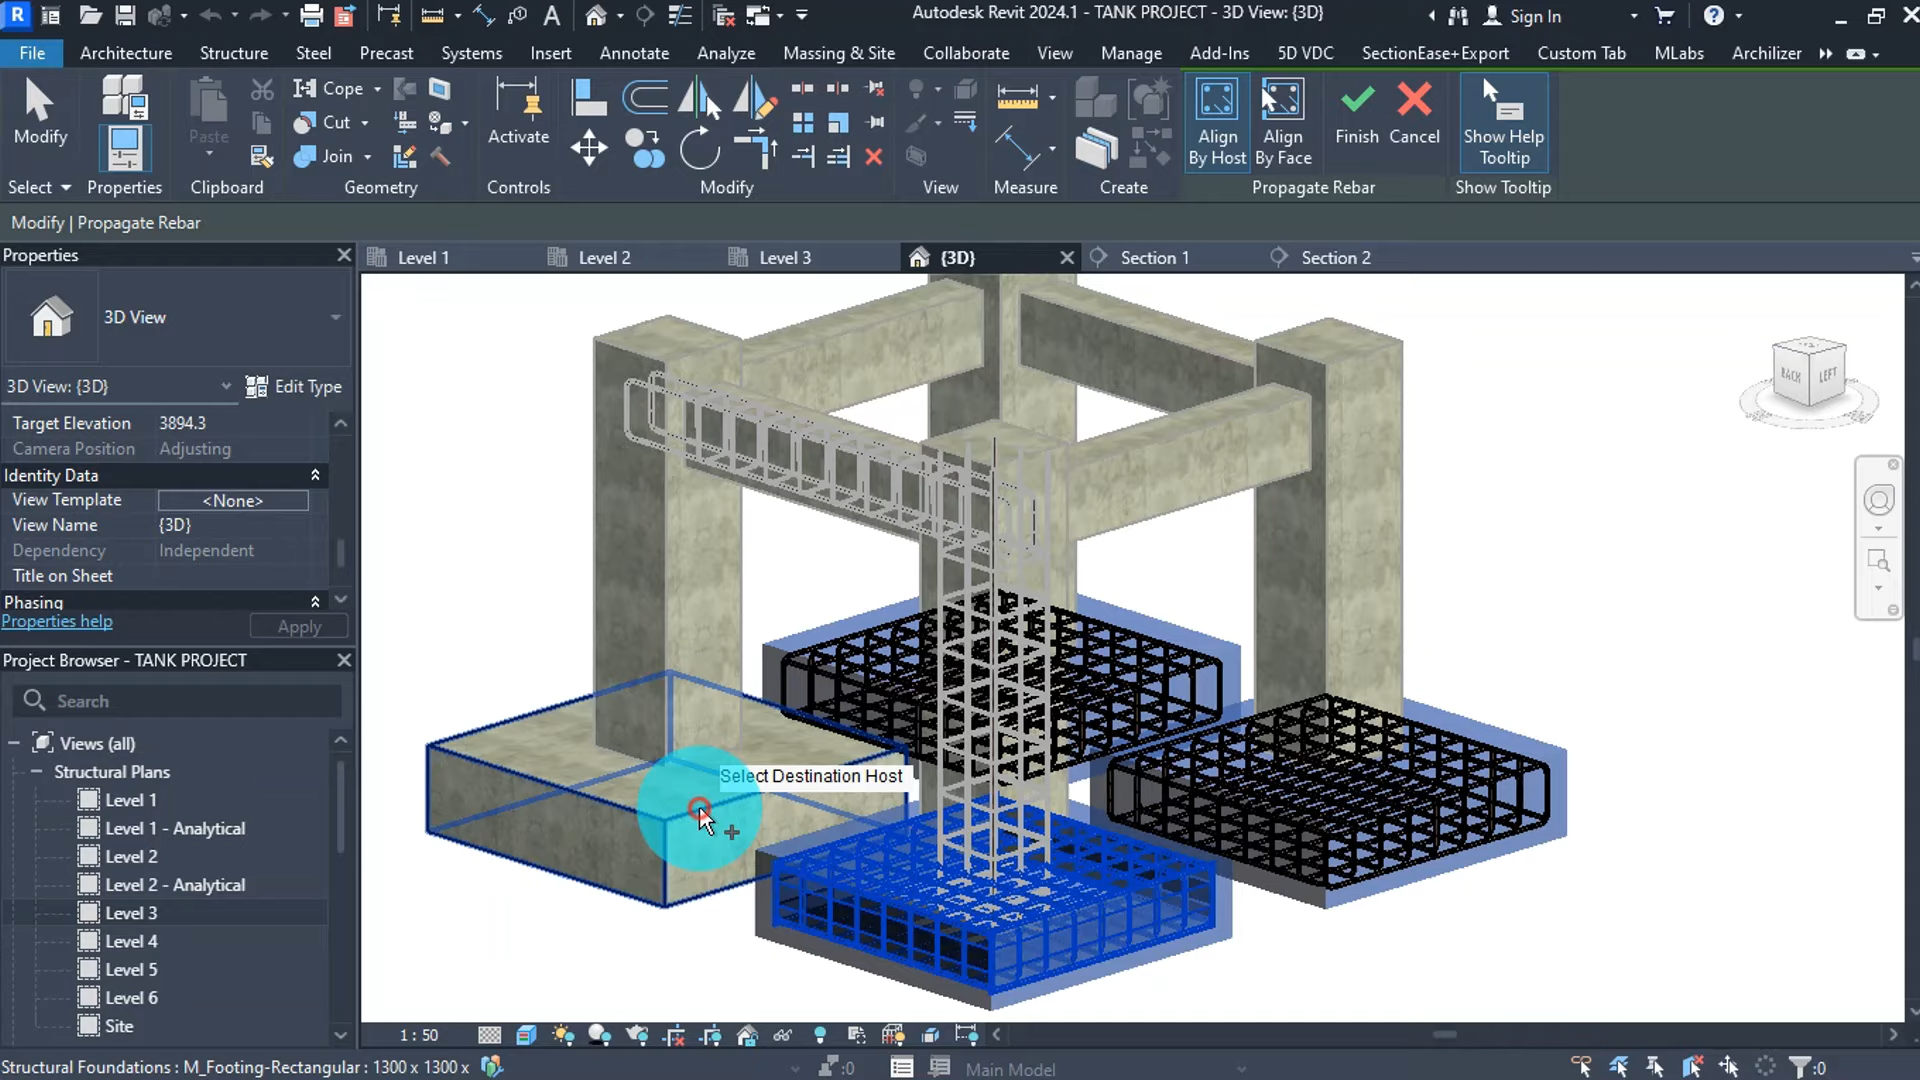 R
A
Autodesk Revit 2024.1 - TANK PROJECT - 3D View: {3D}
Sign In
?
File
Architecture
Structure
Steel
Precast
Systems
Insert
Annotate
Analyze
Massing & Site
Collaborate
View
Manage
Add-Ins
5D VDC
SectionEase+Export
Custom Tab
MLabs
Archilizer
Modify
Paste
Cope
Cut
Join
Activate
Align
By Host
Align
By Face
Finish
Cancel
Show Help
Tooltip
Select
Properties
Clipboard
Geometry
Controls
Modify
View
Measure
Create
Propagate Rebar
Show Tooltip
Modify | Propagate Rebar
Properties
Level 1
Level 2
Level 3
{3D}
Section 1
Section 2
3D View
3D View: {3D}
Edit Type
Target Elevation 3894.3
Camera Position Adjusting
Identity Data
View Template <None>
View Name {3D}
Dependency Independent
Title on Sheet
Phasing
Properties help
Apply
Project Browser - TANK PROJECT
Search
Views (all)
Structural Plans
Level 1
Level 1 - Analytical
Level 2
Level 2 - Analytical
Level 3
Level 4
Level 5
Level 6
Site
BACK
LEFT
Select Destination Host
1 : 50
Structural Foundations : M_Footing-Rectangular : 1300 x 1300 x
:0
Main Model
:0